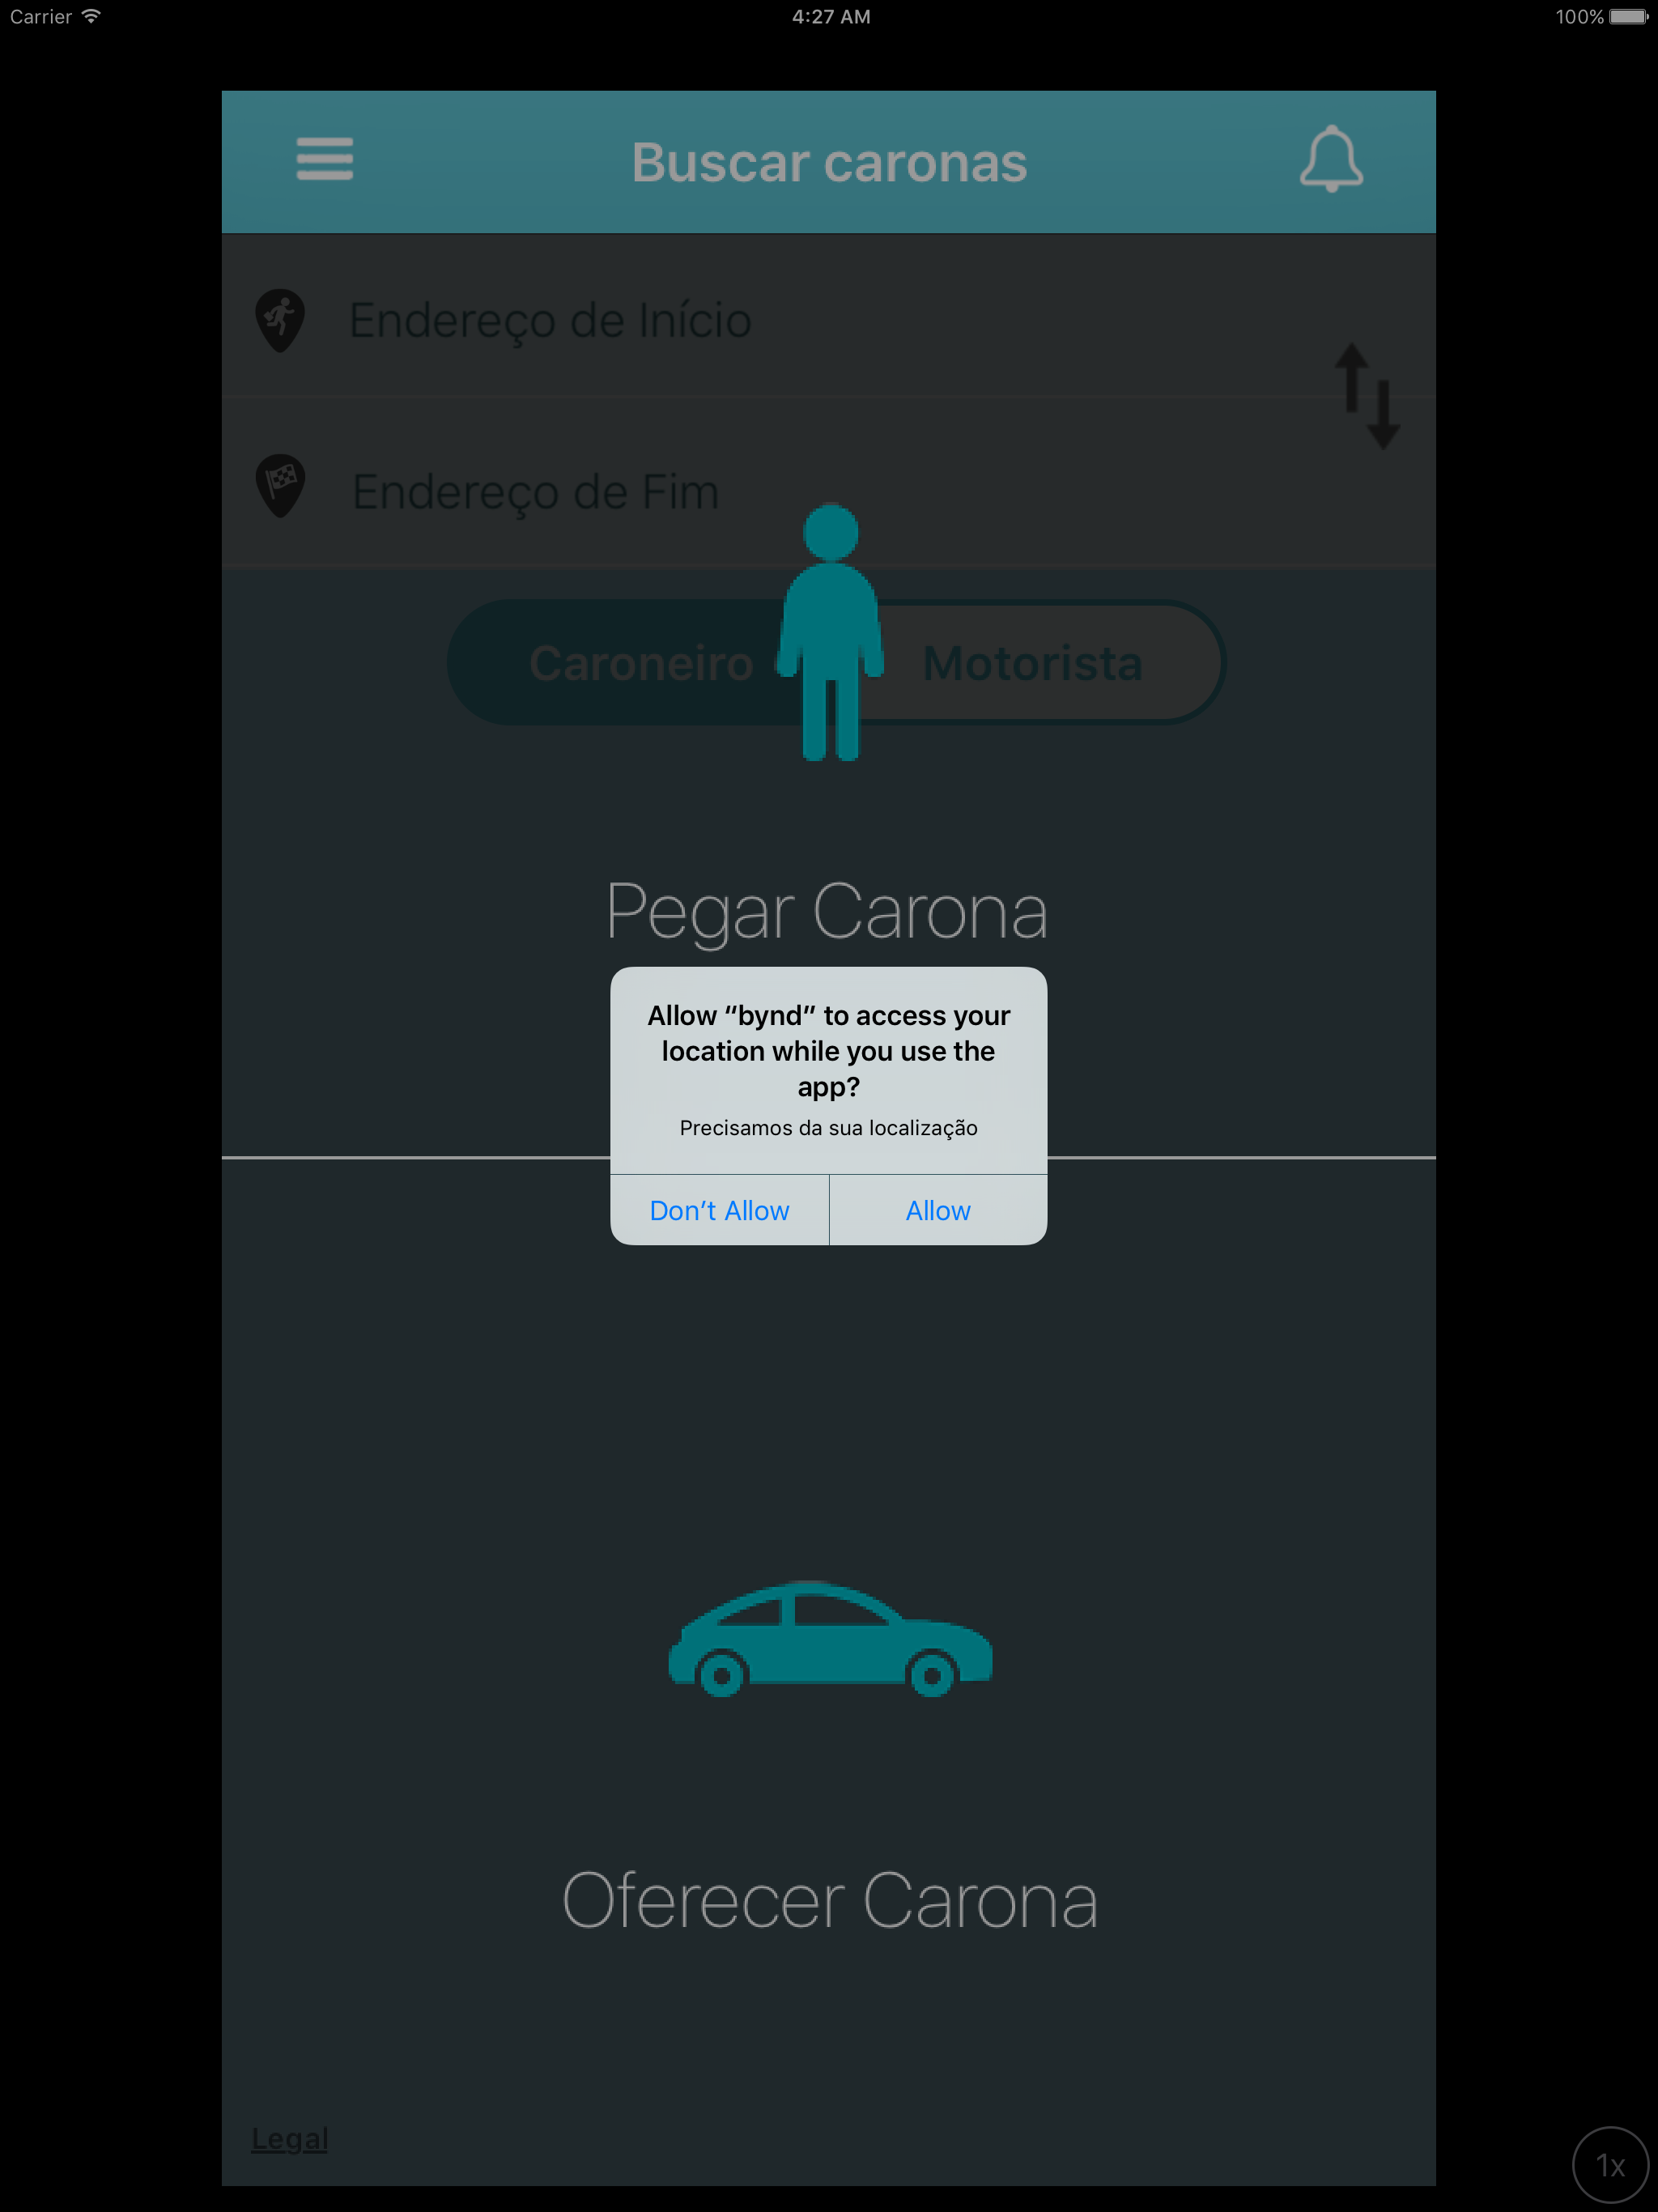 Carrier
4:27 AM
100%
Buscar caronas
Endereço de Início
Endereço de Fim
Caroneiro
Motorista
Pegar Carona
Allow “bynd” to access your
location while you use the
app?
Precisamos da sua localização
Don’t Allow
Allow
Oferecer Carona
Legal
1x